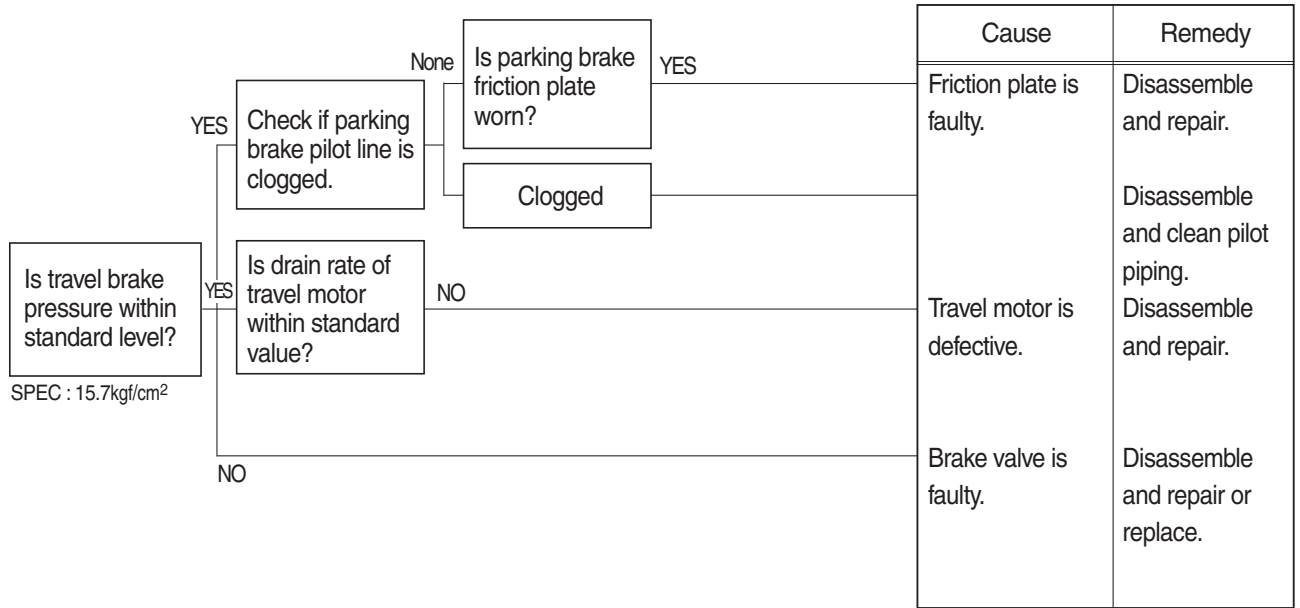 Cause
Remedy
None
Is parking brake
friction plate
worn?
YES
Friction plate is
faulty.
Disassemble
and repair.
YES
Check if parking
brake pilot line is
clogged.
Clogged
Disassemble
and clean pilot
piping.
Is travel brake
pressure within
standard level?
SPEC : 15.7kgf/cm²
YES
Is drain rate of
travel motor
within standard
value?
NO
Travel motor is
defective.
Disassemble
and repair.
NO
Brake valve is
faulty.
Disassemble
and repair or
replace.